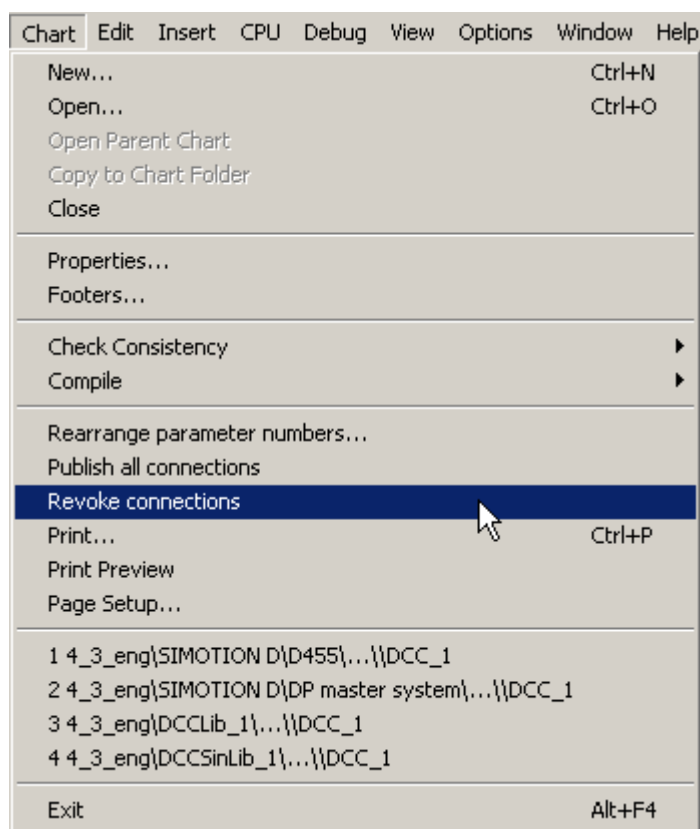 Chart Edit Insert CPU Debug View Options Window Help
New... Ctrl+N
Open... Ctrl+O
Open Parent Chart
Copy to Chart Folder
Close
Properties...
Footers...
Check Consistency
Compile
Rearrange parameter numbers...
Publish all connections
Revoke connections
Print... Ctrl+P
Print Preview
Page Setup...
1 4_3_eng\SIMOTION D\D455\...\\DCC_1
2 4_3_eng\SIMOTION D\DP master system\...\\DCC_1
3 4_3_eng\DCCLib_1\...\\DCC_1
4 4_3_eng\DCCSinLib_1\...\\DCC_1
Exit Alt+F4